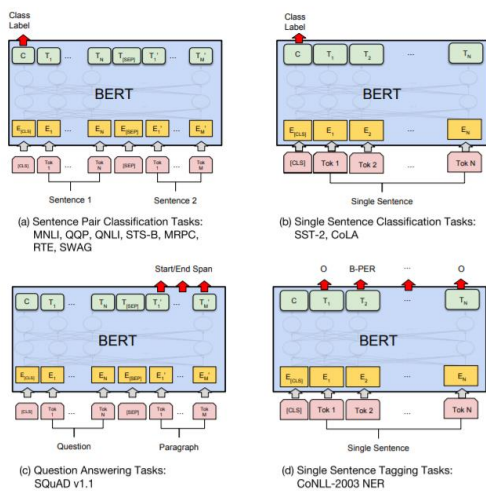 Class
Label
C T1 ... TN T[SEP] T1' ... TM'
BERT
E[CLS] E1 ... EN E[SEP] E1' ... EM'
[CLS] Tok 1 ... Tok N [SEP] Tok 1 ... Tok M
Sentence 1 Sentence 2
(a) Sentence Pair Classification Tasks:
MNLI, QQP, QNLI, STS-B, MRPC,
RTE, SWAG
Class
Label
C T1 T2 ... TN
BERT
E[CLS] E1 E2 ... EN
[CLS] Tok 1 Tok 2 ... Tok N
Single Sentence
(b) Single Sentence Classification Tasks:
SST-2, CoLA
Start/End Span
C T1 ... TN T[SEP] T1' ... TM'
BERT
E[CLS] E1 ... EN E[SEP] E1' ... EM'
[CLS] Tok 1 ... Tok N [SEP] Tok 1 ... Tok M
Question Paragraph
(c) Question Answering Tasks:
SQuAD v1.1
O B-PER ... O
C T1 T2 ... TN
BERT
E[CLS] E1 E2 ... EN
[CLS] Tok 1 Tok 2 ... Tok N
Single Sentence
(d) Single Sentence Tagging Tasks:
CoNLL-2003 NER